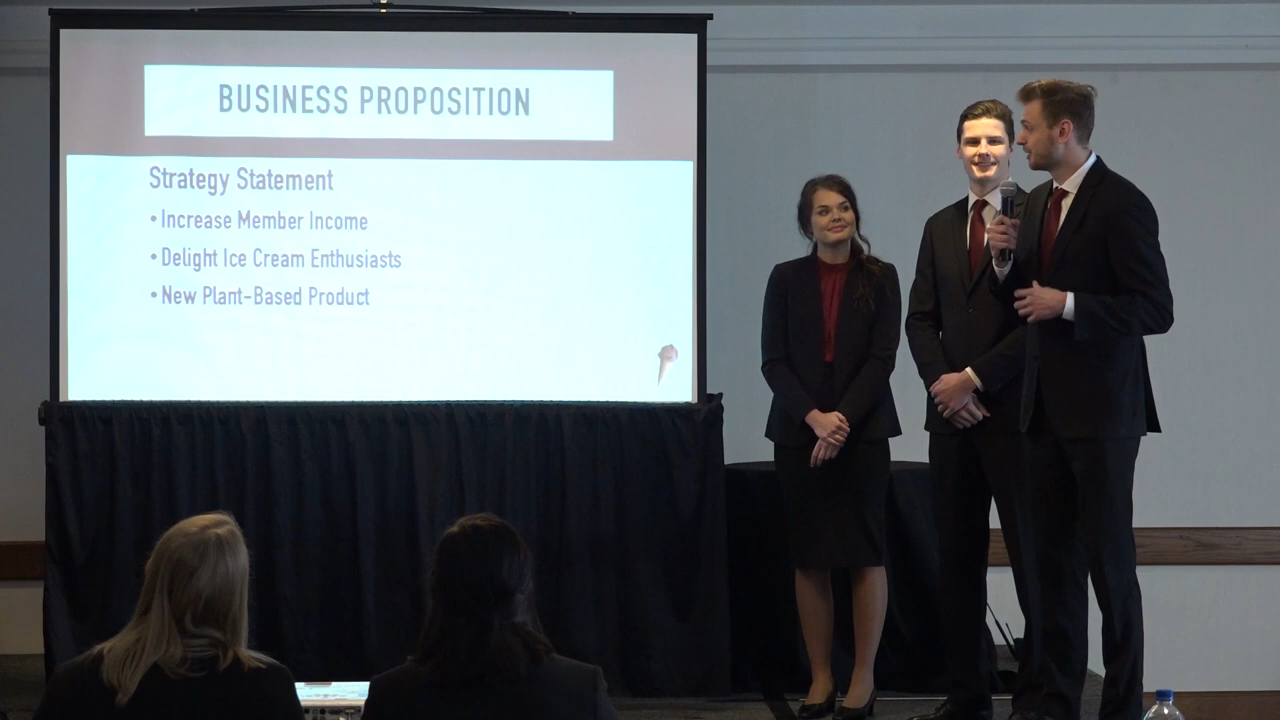 BUSINESS PROPOSITION
Strategy Statement
• Increase Member Income
• Delight Ice Cream Enthusiasts
• New Plant-Based Product